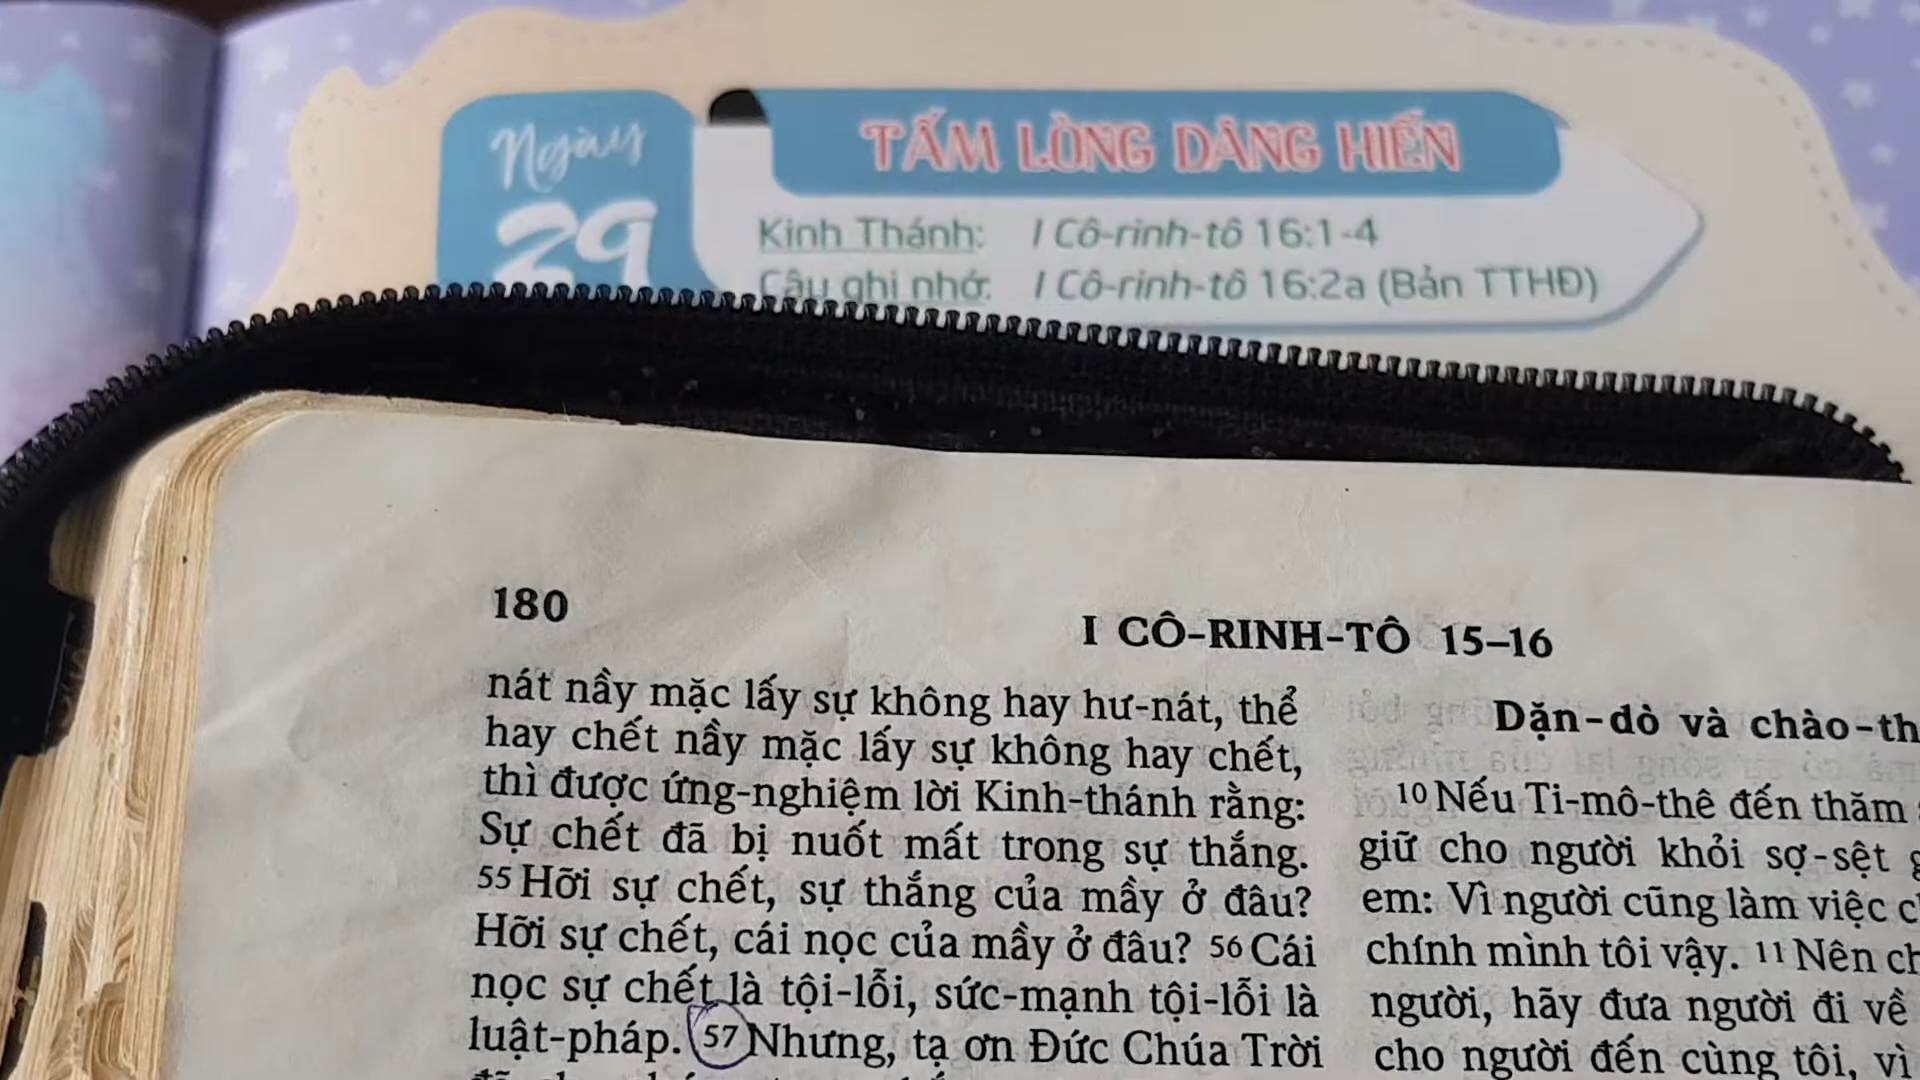 Ngày
29
TẤM LÒNG DÂNG HIẾN
Kinh Thánh: I Cô-rinh-tô 16:1-4
Câu ghi nhớ: I Cô-rinh-tô 16:2a (Bản TTHĐ)
180
I CÔ-RINH-TÔ 15–16
nát nầy mặc lấy sự không hay hư-nát, thể
hay chết nầy mặc lấy sự không hay chết,
thì được ứng-nghiệm lời Kinh-thánh rằng:
Sự chết đã bị nuốt mất trong sự thắng.
55 Hỡi sự chết, sự thắng của mầy ở đâu?
Hỡi sự chết, cái nọc của mầy ở đâu? 56 Cái
nọc sự chết là tội-lỗi, sức-mạnh tội-lỗi là
luật-pháp. 57 Nhưng, tạ ơn Đức Chúa Trời
Dặn-dò và chào-th
10 Nếu Ti-mô-thê đến thăm
giữ cho người khỏi sợ-sệt g
em: Vì người cũng làm việc c
chính mình tôi vậy. 11 Nên ch
người, hãy đưa người đi về
cho người đến cùng tôi, vì